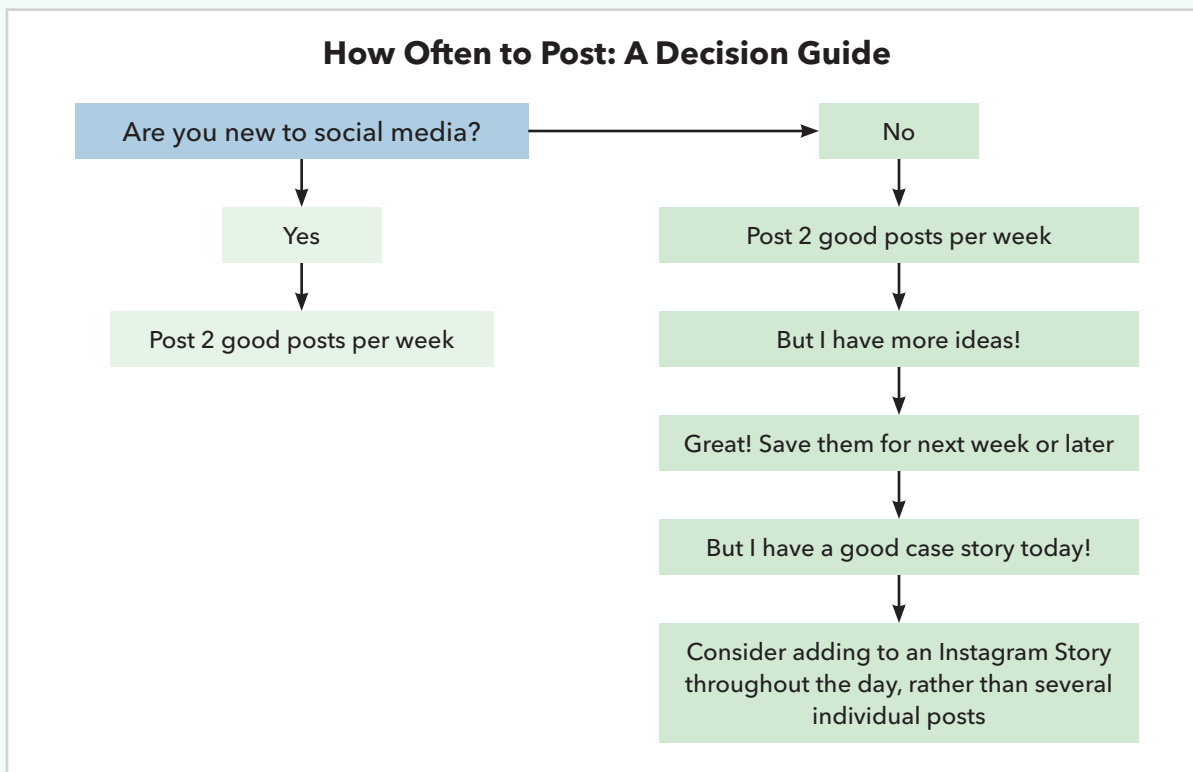 How Often to Post: A Decision Guide
Are you new to social media?
No
Yes
Post 2 good posts per week
Post 2 good posts per week
But I have more ideas!
Great! Save them for next week or later
But I have a good case story today!
Consider adding to an Instagram Story
throughout the day, rather than several
individual posts